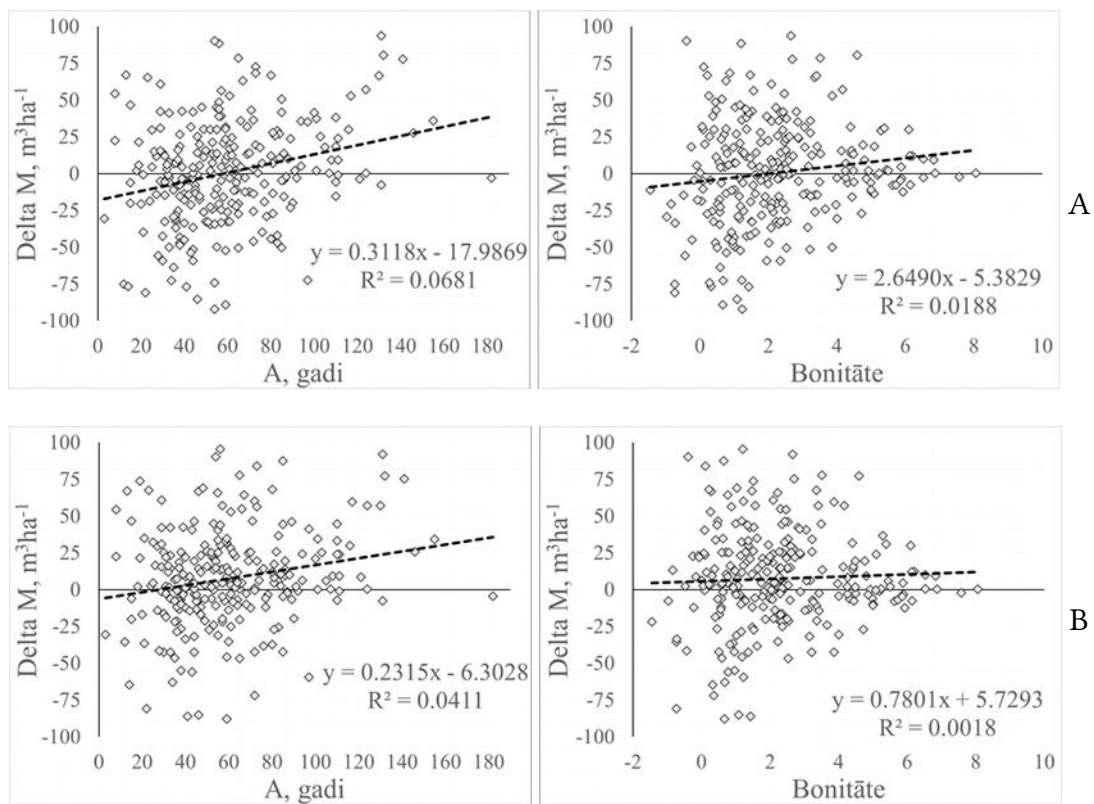 100
75
50
25
0
-25
-50
-75
-100
Delta M, m³ha⁻¹
y = 0.3118x - 17.9869
R² = 0.0681
0 20 40 60 80 100 120 140 160 180
A, gadi
100
75
50
25
0
-25
-50
-75
-100
Delta M, m³ha⁻¹
y = 2.6490x - 5.3829
R² = 0.0188
-2 0 2 4 6 8 10
Bonitāte
A
100
75
50
25
0
-25
-50
-75
-100
Delta M, m³ha⁻¹
y = 0.2315x - 6.3028
R² = 0.0411
0 20 40 60 80 100 120 140 160 180
A, gadi
100
75
50
25
0
-25
-50
-75
-100
Delta M, m³ha⁻¹
y = 0.7801x + 5.7293
R² = 0.0018
-2 0 2 4 6 8 10
Bonitāte
B